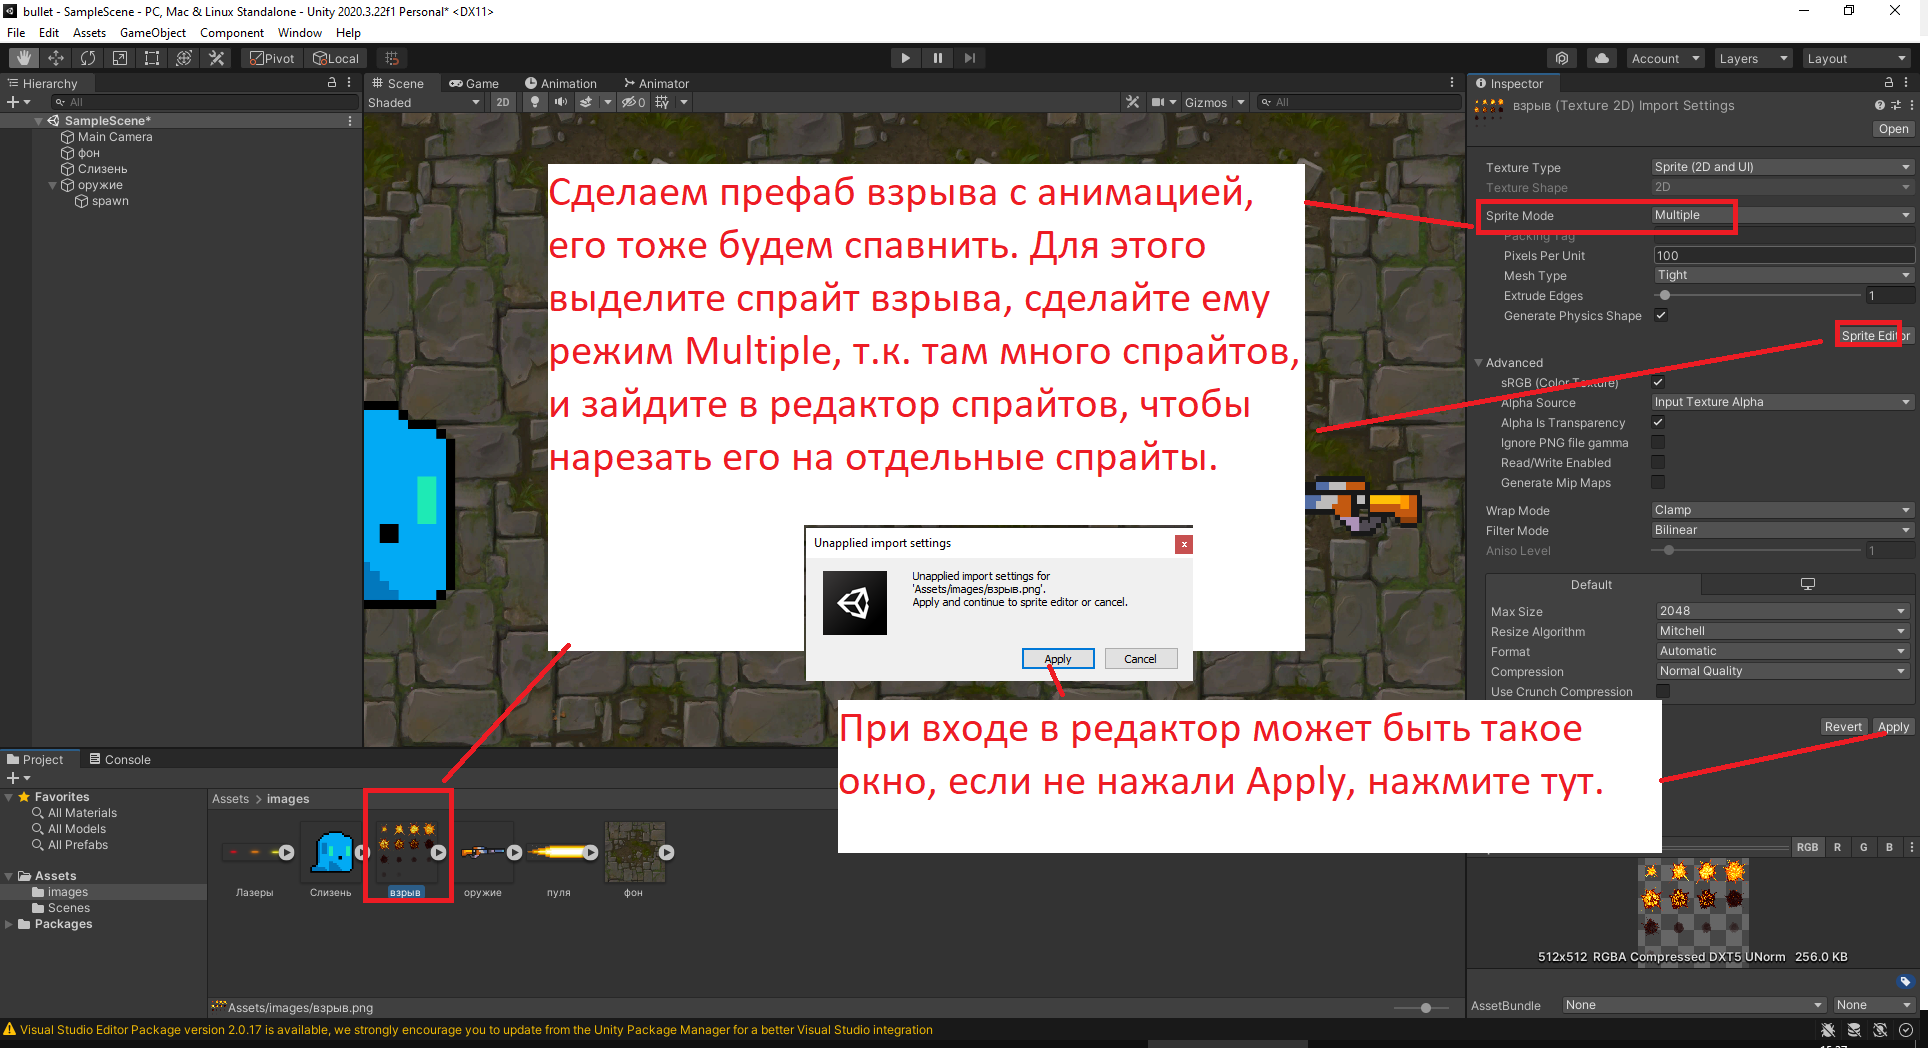 bullet - SampleScene - PC, Mac & Linux Standalone - Unity 2020.3.22f1 Personal* <DX11>
File Edit Assets GameObject Component Window Help
Pivot Local Account Layers Layout
Hierarchy
All
SampleScene*
Main Camera
фон
Слизень
оружие
spawn
Scene Game Animation Animator
Shaded 2D 0 Gizmos All
Сделаем префаб взрыва с анимацией,
его тоже будем спавнить. Для этого
выделите спрайт взрыва, сделайте ему
режим Multiple, т.к. там много спрайтов,
и зайдите в редактор спрайтов, чтобы
нарезать его на отдельные спрайты.
Unapplied import settings
x
Unapplied import settings for
'Assets/images/взрыв.png'.
Apply and continue to sprite editor or cancel.
Apply Cancel
При входе в редактор может быть такое
окно, если не нажали Apply, нажмите тут.
Inspector
взрыв (Texture 2D) Import Settings
Open
Texture Type Sprite (2D and UI)
Texture Shape 2D
Sprite Mode Multiple
Packing Tag
Pixels Per Unit 100
Mesh Type Tight
Extrude Edges 1
Generate Physics Shape
Sprite Editor
Advanced
sRGB (Color Texture)
Alpha Source Input Texture Alpha
Alpha Is Transparency
Ignore PNG file gamma
Read/Write Enabled
Generate Mip Maps
Wrap Mode Clamp
Filter Mode Bilinear
Aniso Level 1
Default
Max Size 2048
Resize Algorithm Mitchell
Format Automatic
Compression Normal Quality
Use Crunch Compression
Revert Apply
RGB R G B
512x512 RGBA Compressed DXT5 UNorm 256.0 KB
AssetBundle None None
Project Console
Favorites
All Materials
All Models
All Prefabs
Assets
images
Scenes
Packages
Assets > images
Лазеры Слизень взрыв оружие пуля фон
Assets/images/взрыв.png
Visual Studio Editor Package version 2.0.17 is available, we strongly encourage you to update from the Unity Package Manager for a better Visual Studio integration